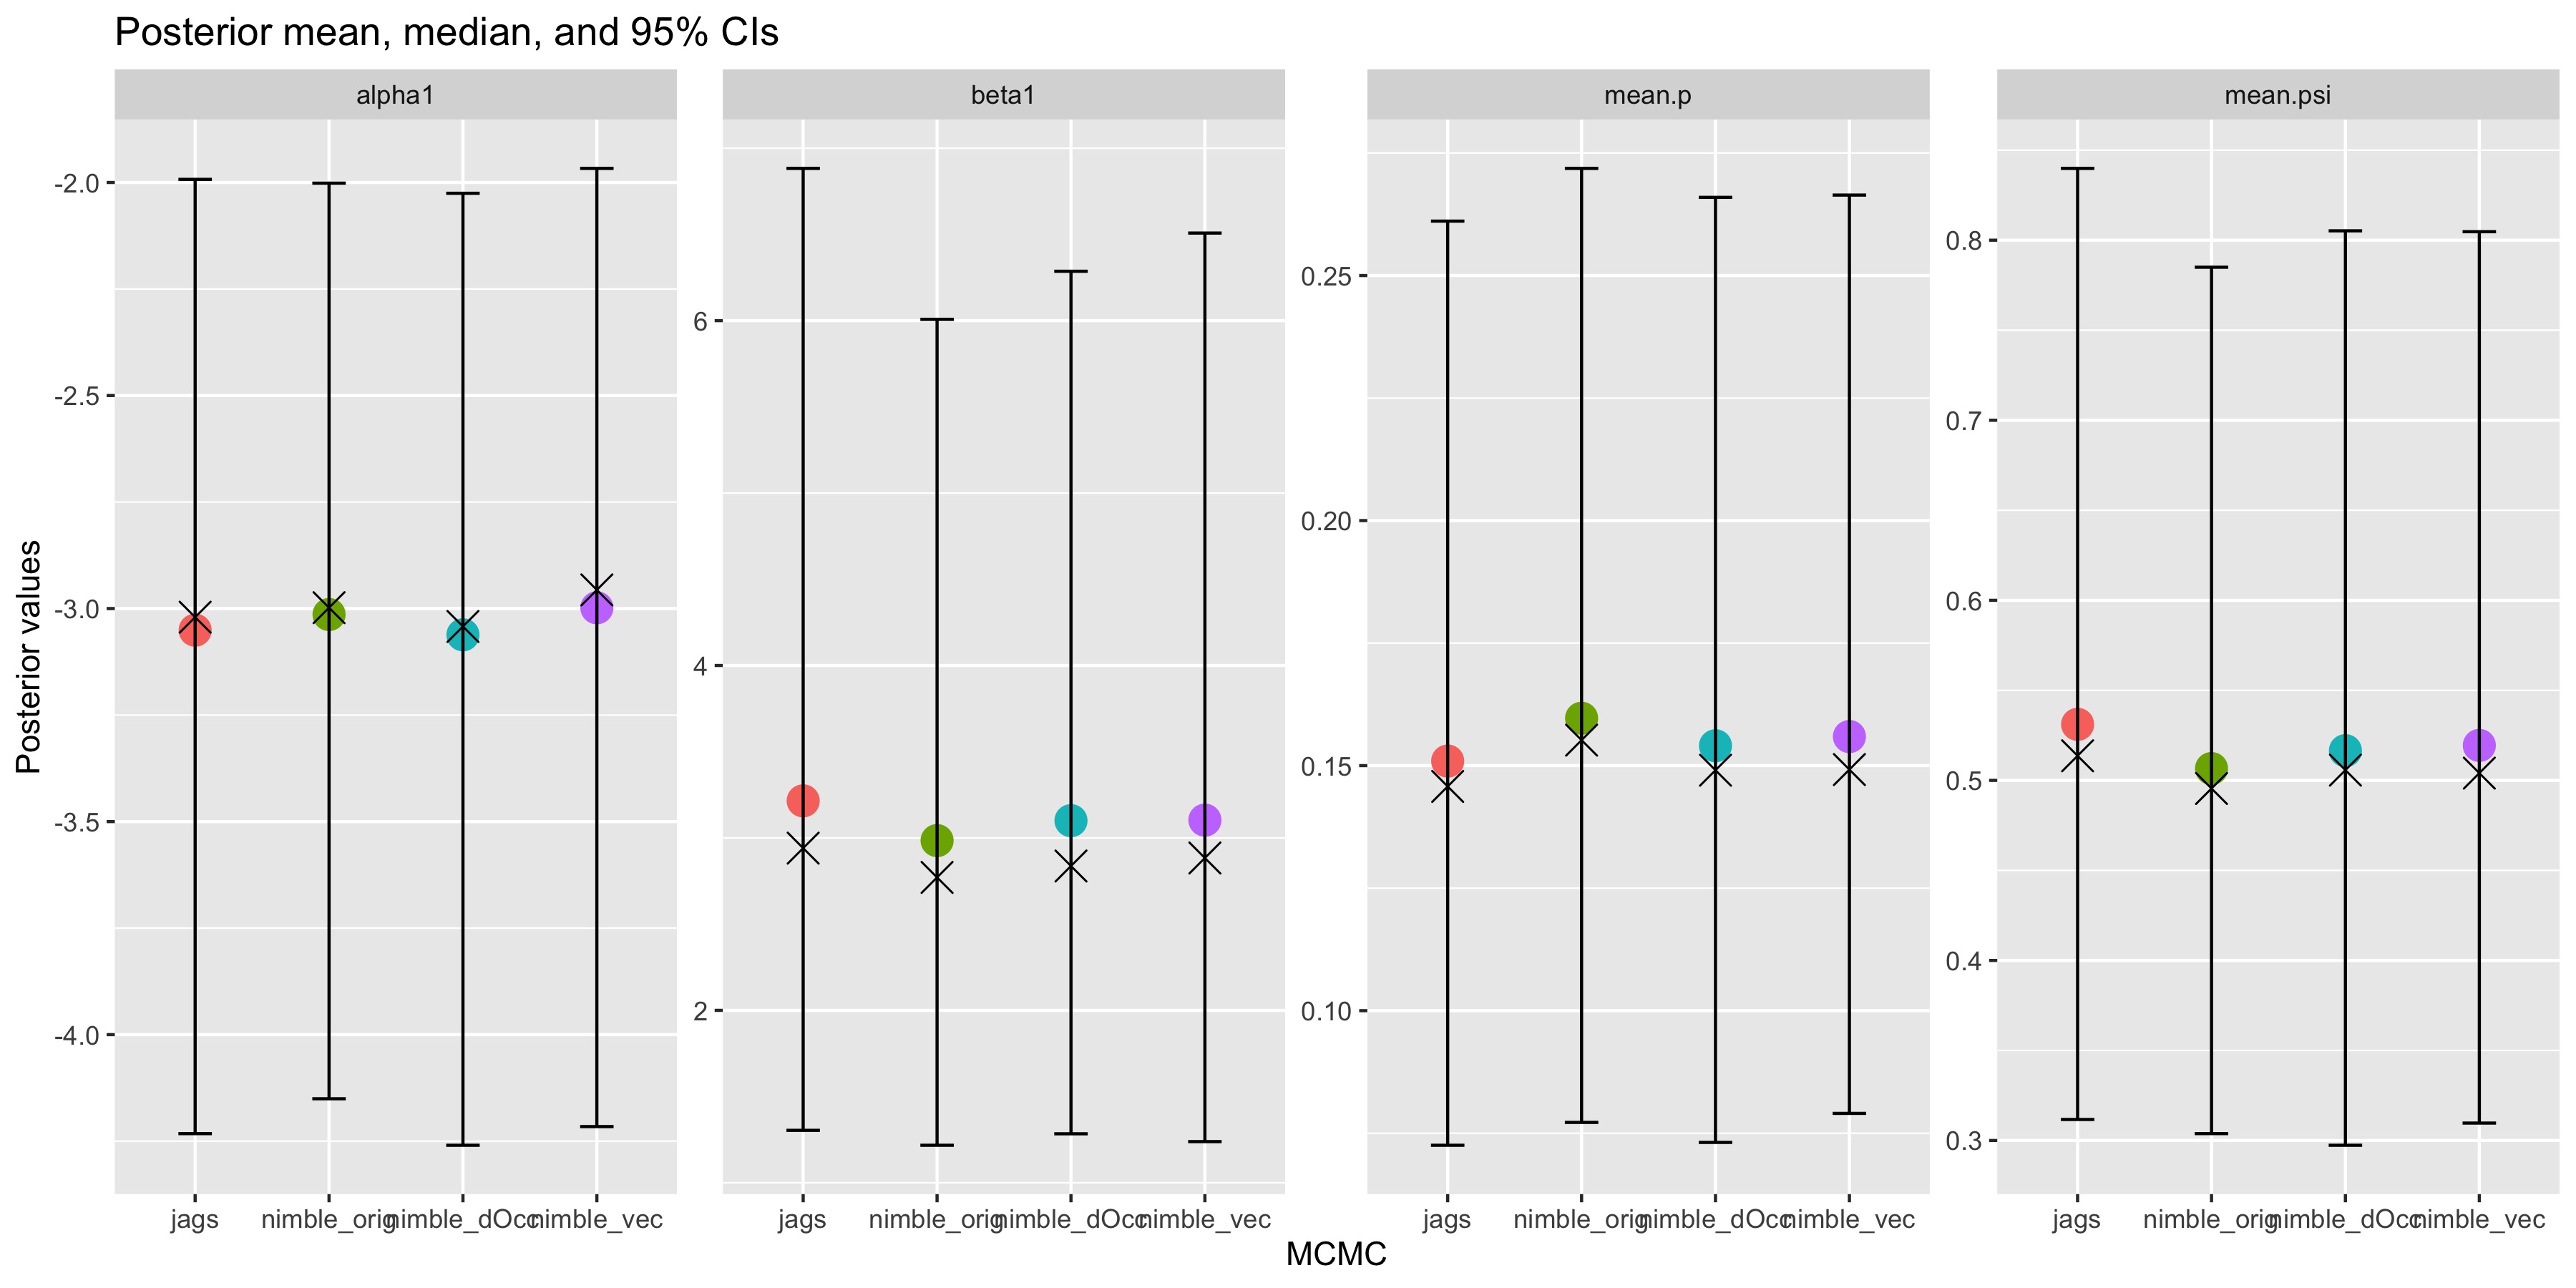 Posterior mean, median, and 95% CIs
alpha1
beta1
mean.p
mean.psi
Posterior values
-2.0
-2.5
-3.0
-3.5
-4.0
6
4
2
0.25
0.20
0.15
0.10
0.8
0.7
0.6
0.5
0.4
0.3
jags nimble_orig nimble_dOcc nimble_vec
jags nimble_orig nimble_dOcc nimble_vec
jags nimble_orig nimble_dOcc nimble_vec
jags nimble_orig nimble_dOcc nimble_vec
MCMC